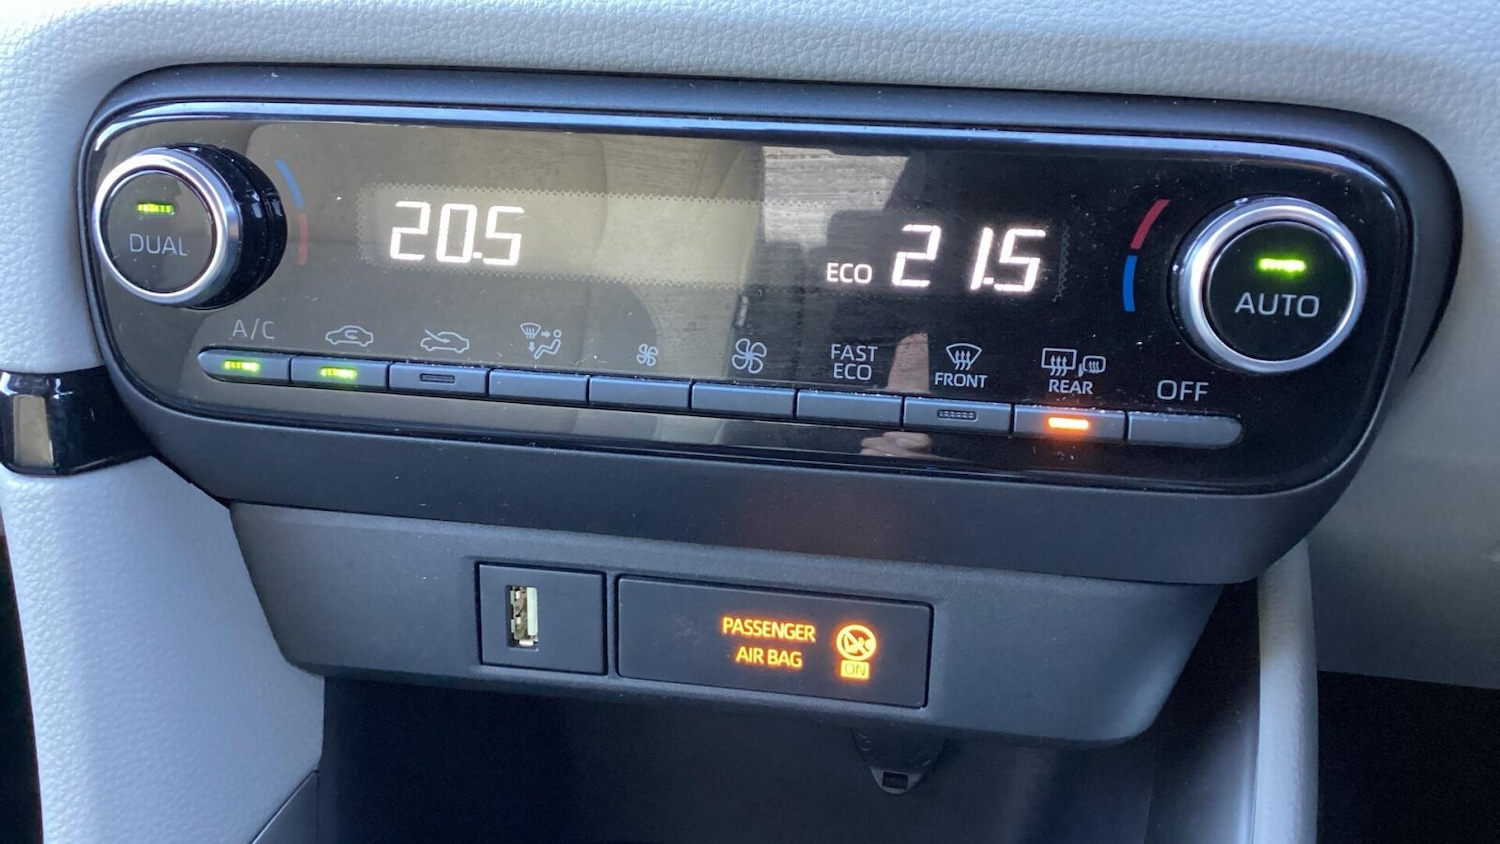 20.5
ECO 21.5
DUAL
AUTO
A/C
FAST
ECO
FRONT
REAR
OFF
PASSENGER
AIR BAG
ON